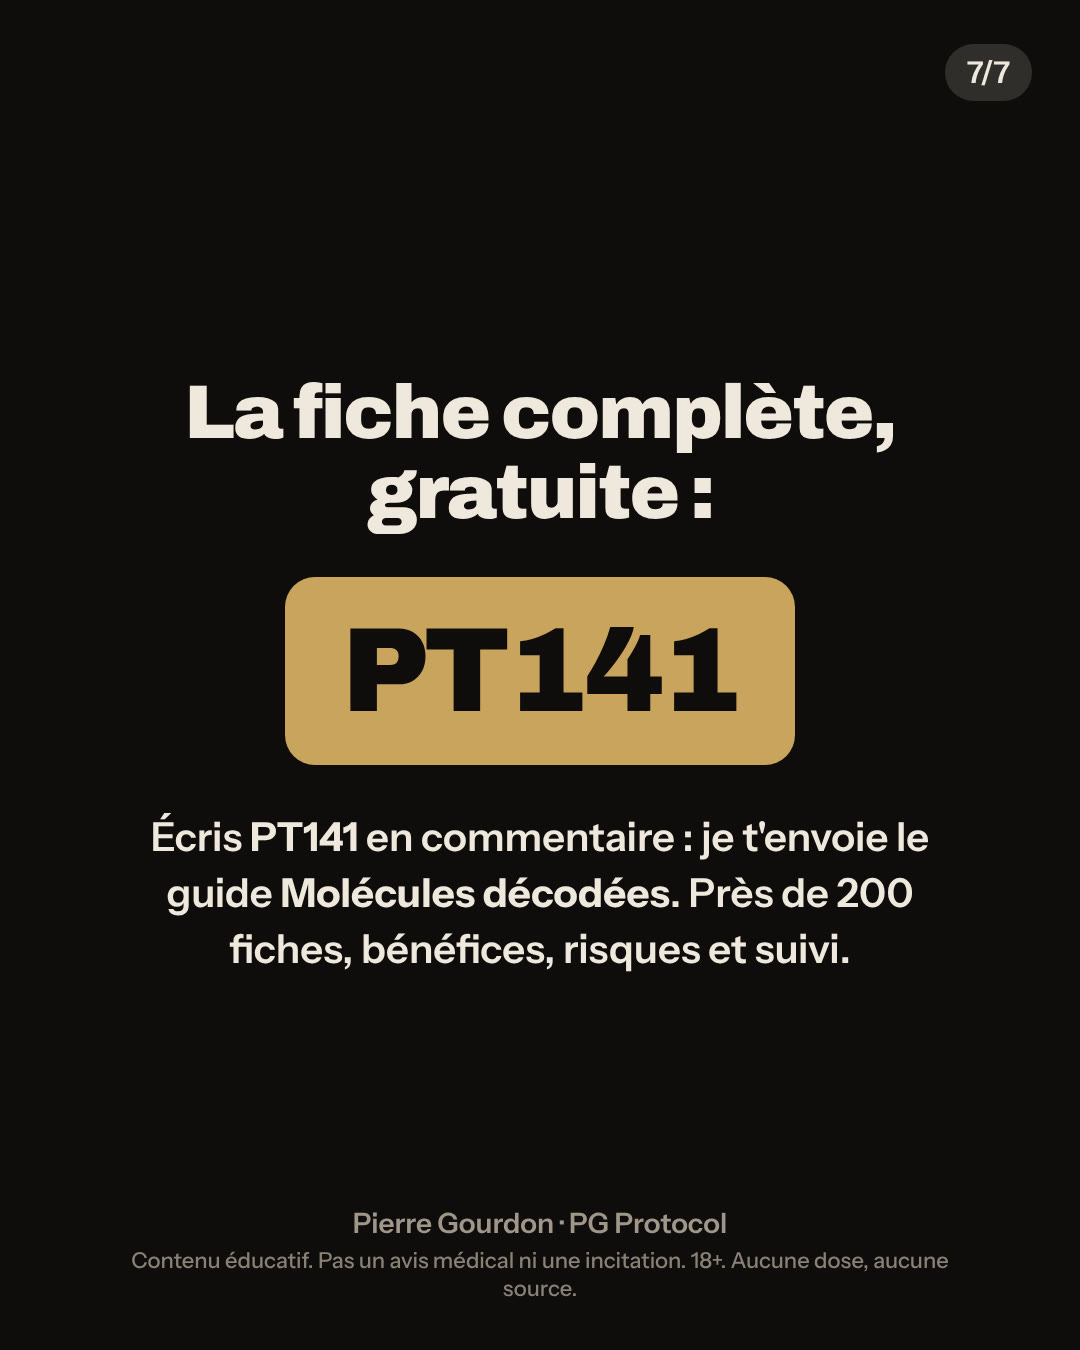 7/7
La fiche complète,
gratuite :
PT141
Écris PT141 en commentaire : je t'envoie le
guide Molécules décodées. Près de 200
fiches, bénéfices, risques et suivi.
Pierre Gourdon · PG Protocol
Contenu éducatif. Pas un avis médical ni une incitation. 18+. Aucune dose, aucune
source.